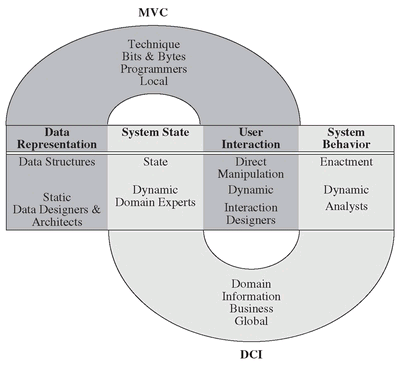 MVC
Technique
Bits & Bytes
Programmers
Local
Data
Representation
System State
User
Interaction
System
Behavior
Data Structures
State
Direct
Manipulation
Enactment
Static
Data Designers &
Architects
Dynamic
Domain Experts
Dynamic
Interaction
Designers
Dynamic
Analysts
Domain
Information
Business
Global
DCI